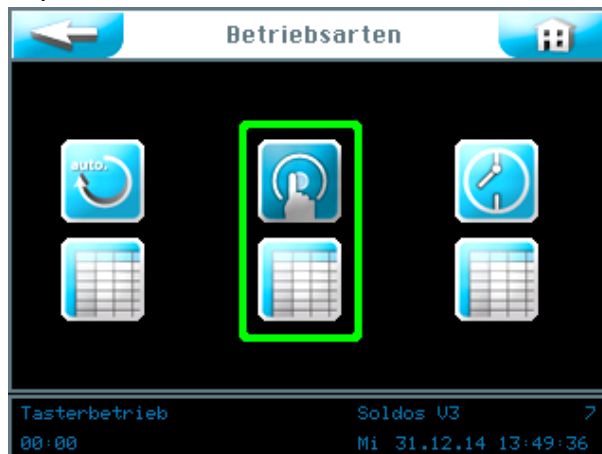 Betriebsarten
auto.
Tasterbetrieb Soldos V3 7
00:00 Mi 31.12.14 13:49:36